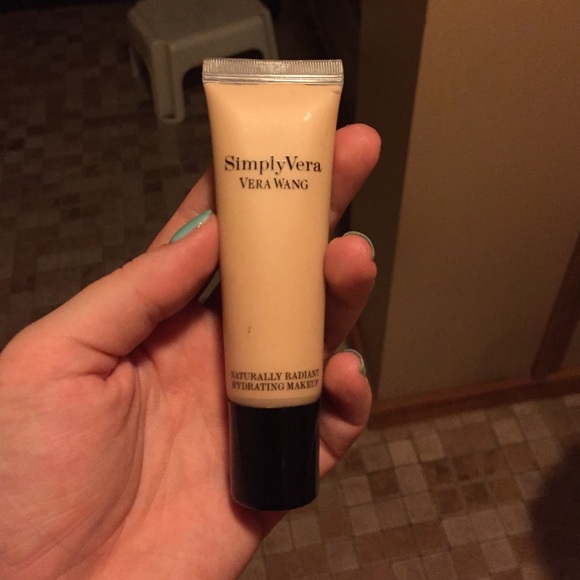 SimplyVera
VERA WANG
NATURALLY RADIANT
HYDRATING MAKEUP